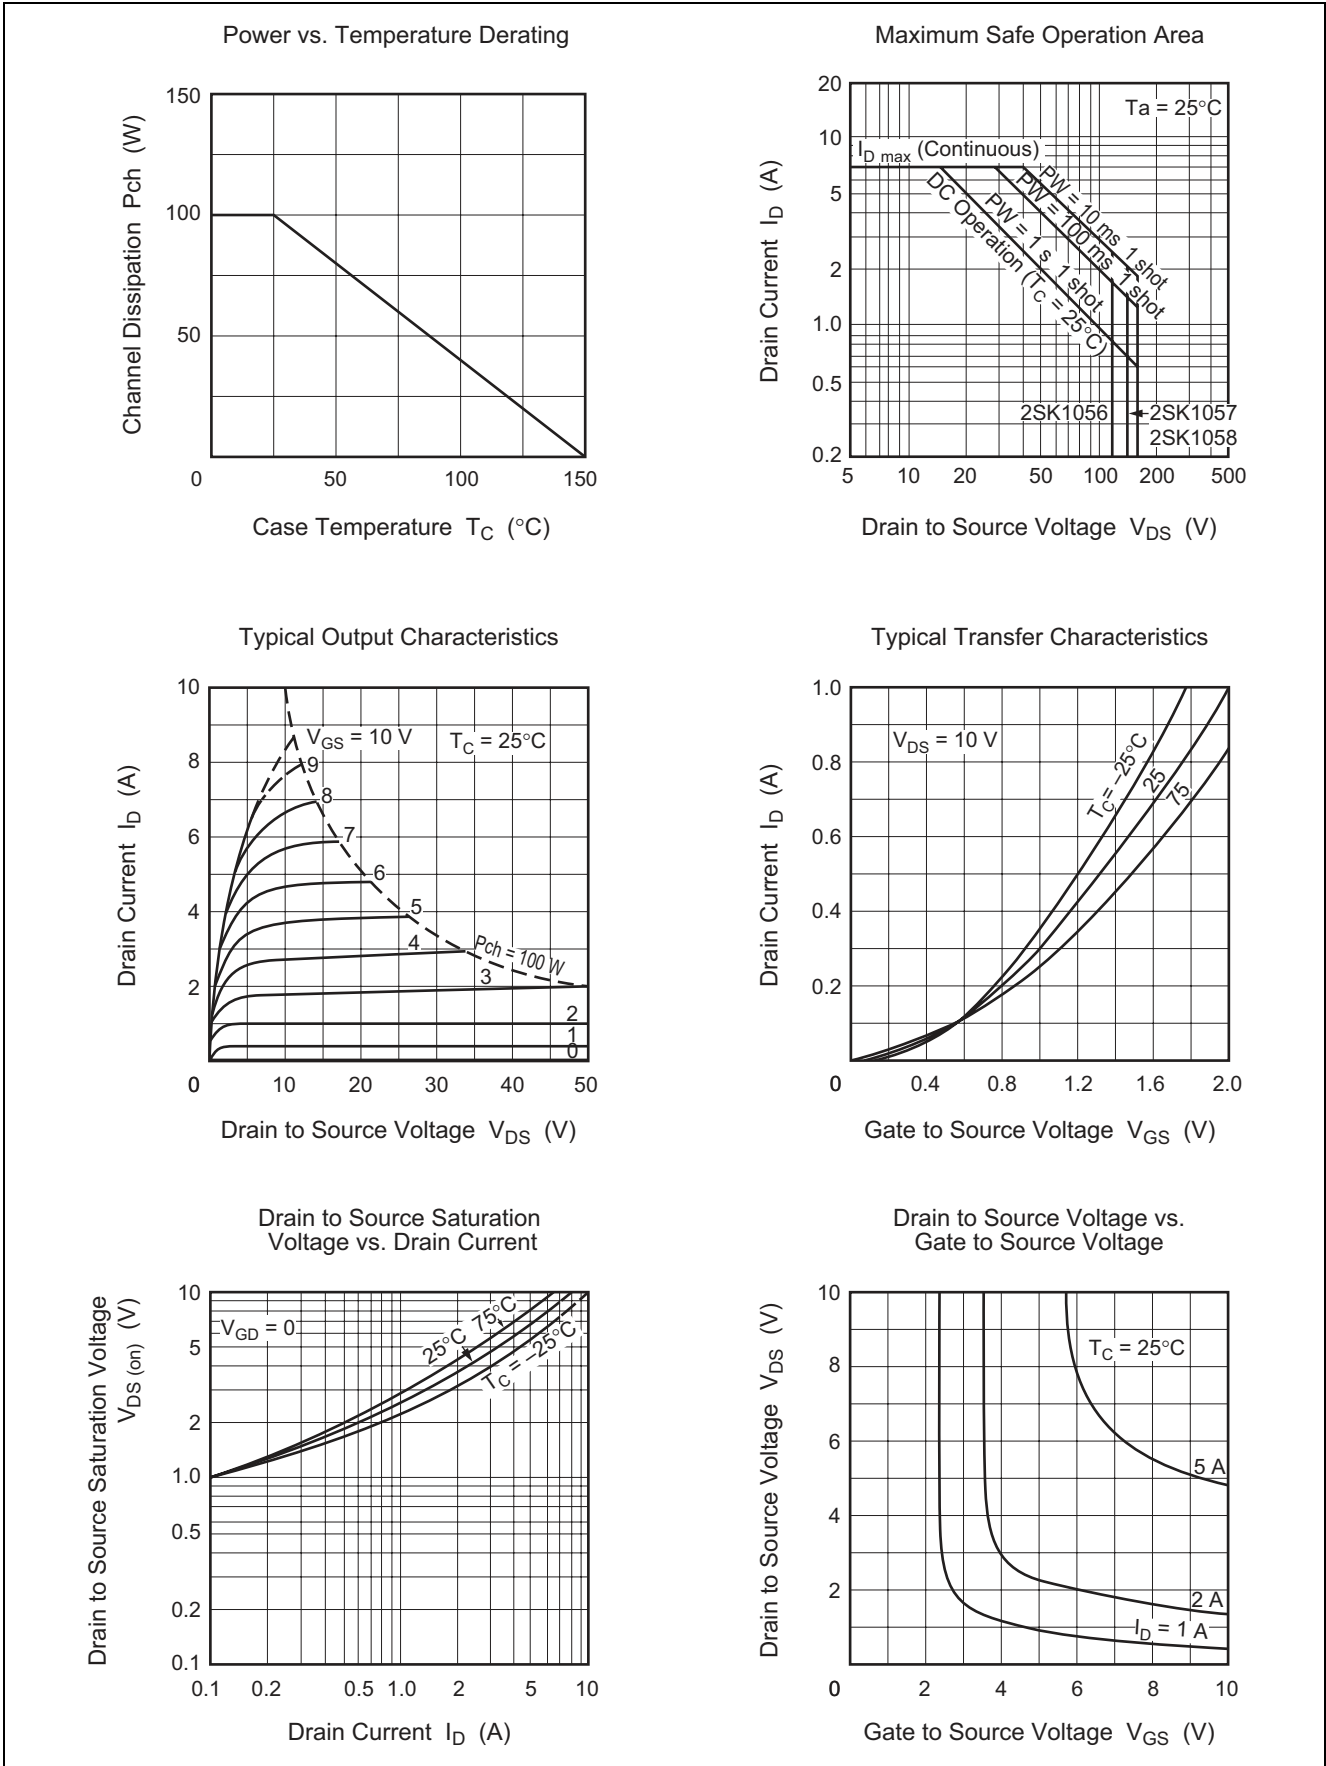 Power vs. Temperature Derating
150
100
50
0
50
100
150
Channel Dissipation Pch (W)
Case Temperature TC (°C)
Maximum Safe Operation Area
20
10
5
2
1.0
0.5
0.2
5
10
20
50
100
200
500
Ta = 25°C
ID max (Continuous)
PW = 10 ms 1 shot
PW = 100 ms 1 shot
PW = 1 s 1 shot
DC Operation (TC = 25°C)
2SK1056
2SK1057
2SK1058
Drain Current ID (A)
Drain to Source Voltage VDS (V)
Typical Output Characteristics
10
8
6
4
2
0
10
20
30
40
50
VGS = 10 V
TC = 25°C
9
8
7
6
5
4
3
2
1
0
Pch = 100 W
Drain Current ID (A)
Drain to Source Voltage VDS (V)
Typical Transfer Characteristics
1.0
0.8
0.6
0.4
0.2
0
0.4
0.8
1.2
1.6
2.0
VDS = 10 V
TC = –25°C
25
75
Drain Current ID (A)
Gate to Source Voltage VGS (V)
Drain to Source Saturation
Voltage vs. Drain Current
10
5
2
1.0
0.5
0.2
0.1
0.1
0.2
0.5
1.0
2
5
10
VGD = 0
25°C
75°C
TC = –25°C
Drain to Source Saturation Voltage
VDS (on) (V)
Drain Current ID (A)
Drain to Source Voltage vs.
Gate to Source Voltage
10
8
6
4
2
0
2
4
6
8
10
TC = 25°C
5 A
2 A
ID = 1 A
Drain to Source Voltage VDS (V)
Gate to Source Voltage VGS (V)